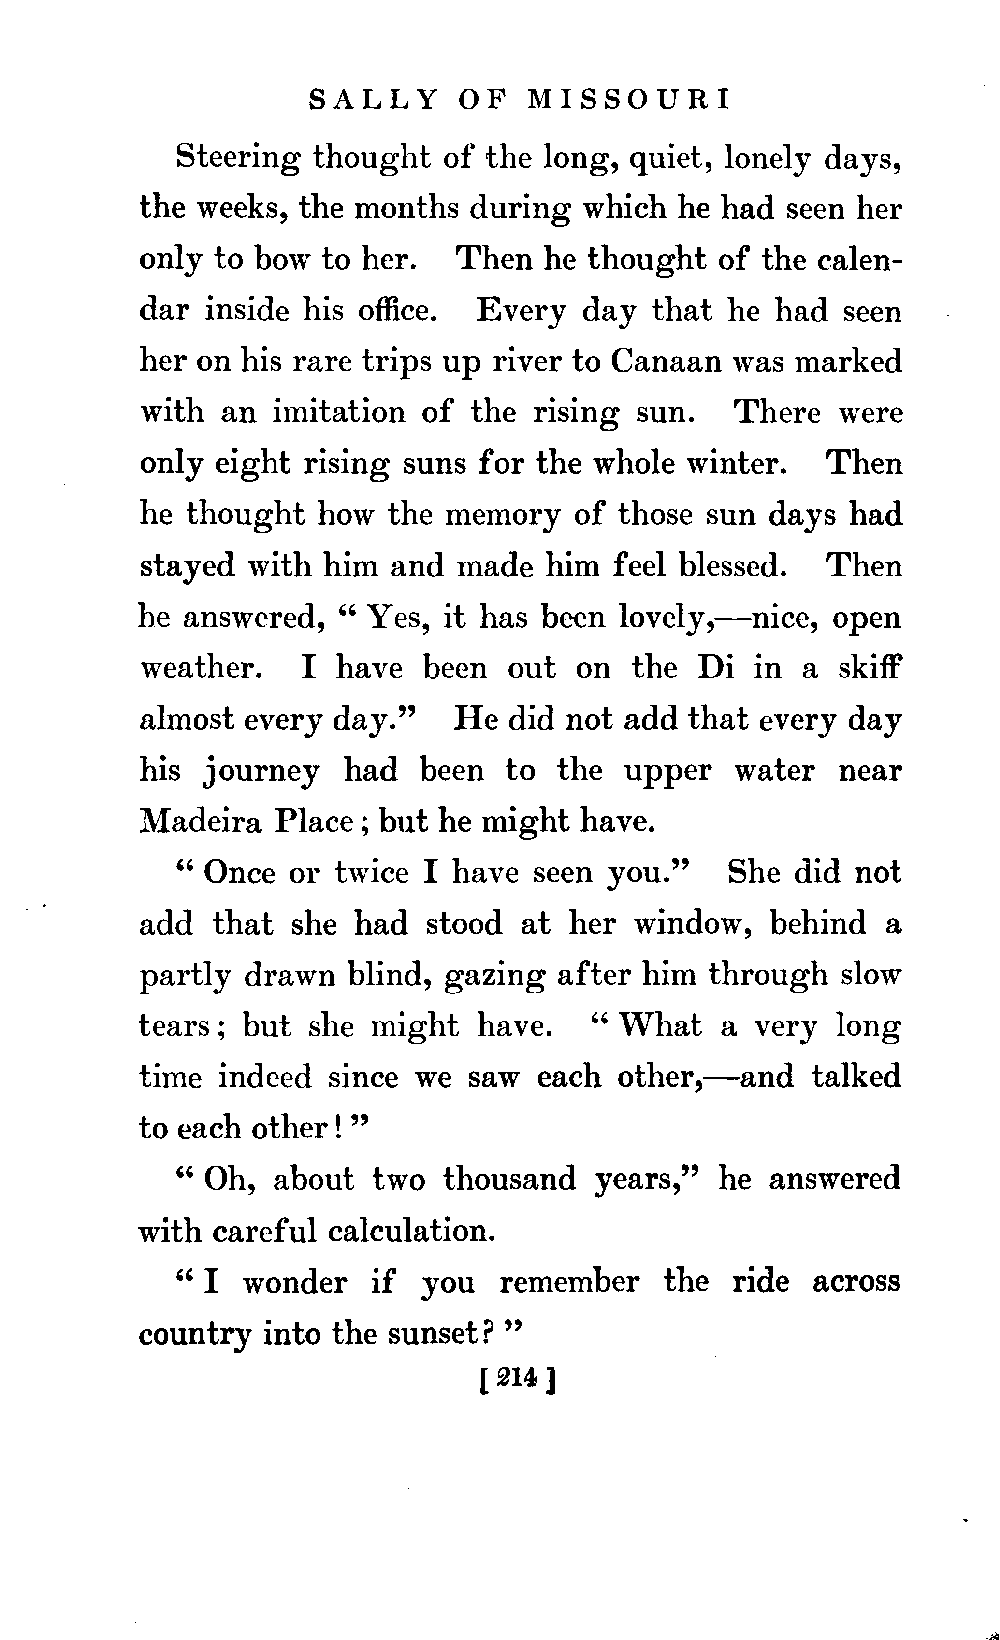 SALLY OF MISSOURI
Steering thought of the long, quiet, lonely days,
the weeks, the months during which he had seen her
only to bow to her. Then he thought of the calen-
dar inside his office. Every day that he had seen
her on his rare trips up river to Canaan was marked
with an imitation of the rising sun. There were
only eight rising suns for the whole winter. Then
he thought how the memory of those sun days had
stayed with him and made him feel blessed. Then
he answered, “ Yes, it has been lovely,—nice, open
weather. I have been out on the Di in a skiff
almost every day.” He did not add that every day
his journey had been to the upper water near
Madeira Place ; but he might have.
“ Once or twice I have seen you.” She did not
add that she had stood at her window, behind a
partly drawn blind, gazing after him through slow
tears ; but she might have. “ What a very long
time indeed since we saw each other,—and talked
to each other ! ”
“ Oh, about two thousand years,” he answered
with careful calculation.
“ I wonder if you remember the ride across
country into the sunset? ”
[ 214 ]